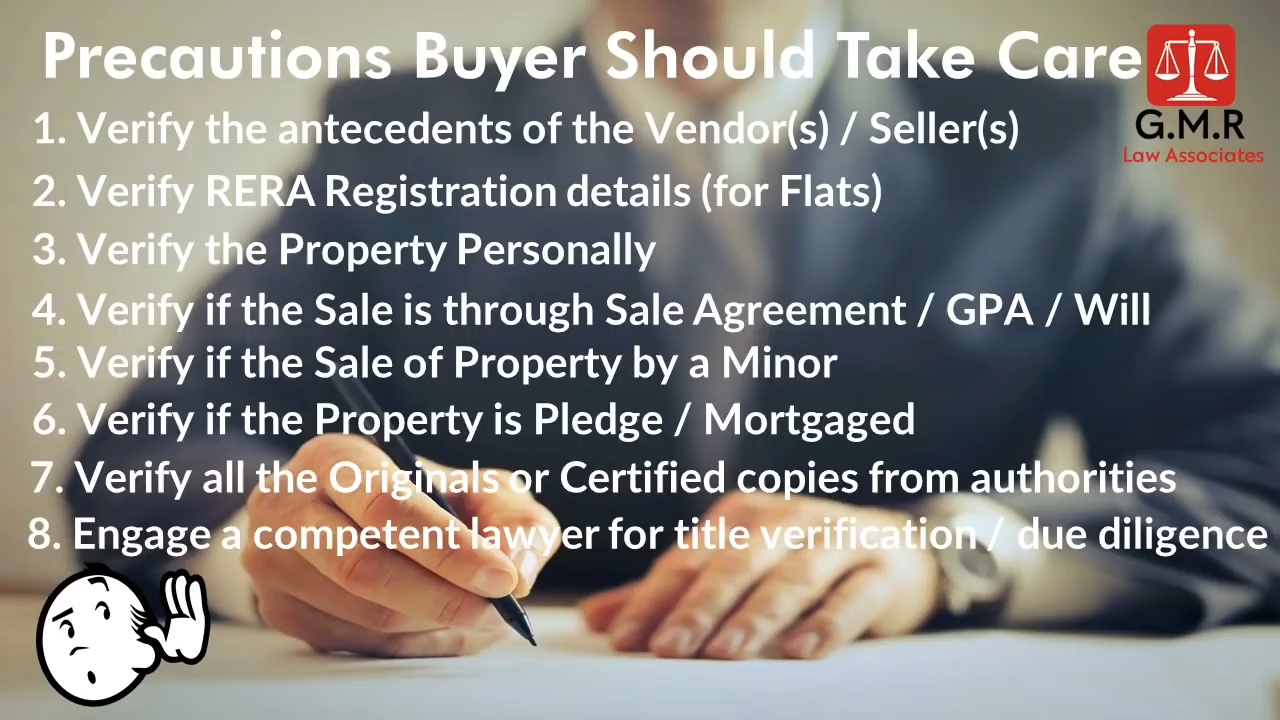 Precautions Buyer Should Take Care
G.M.R
Law Associates
1. Verify the antecedents of the Vendor(s) / Seller(s)
2. Verify RERA Registration details (for Flats)
3. Verify the Property Personally
4. Verify if the Sale is through Sale Agreement / GPA / Will
5. Verify if the Sale of Property by a Minor
6. Verify if the Property is Pledge / Mortgaged
7. Verify all the Originals or Certified copies from authorities
8. Engage a competent lawyer for title verification / due diligence